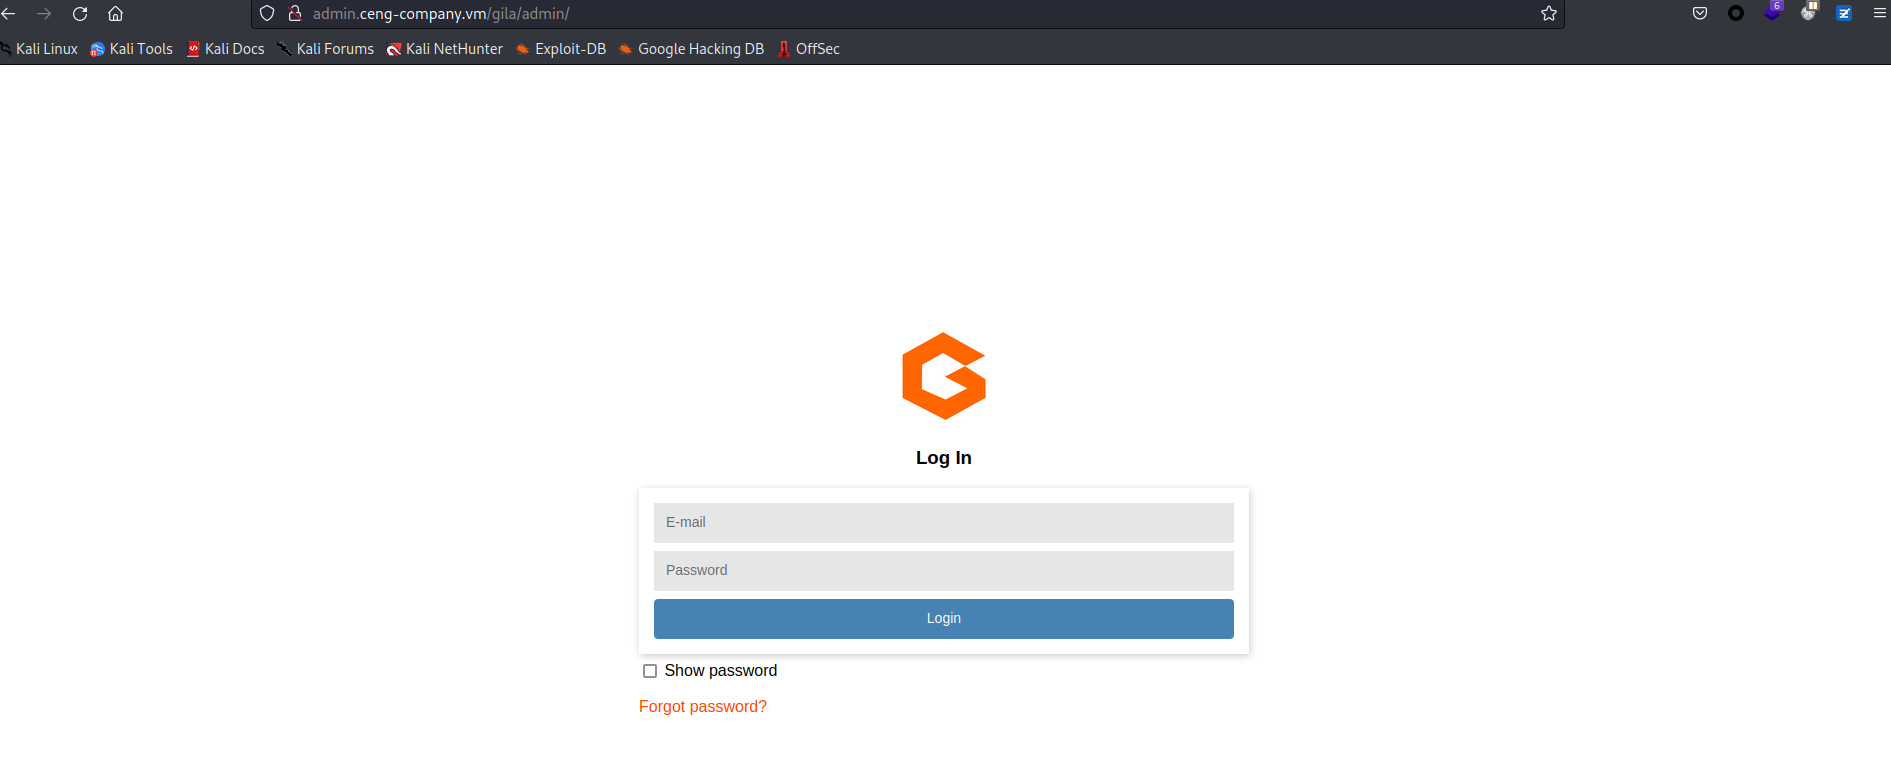 admin.ceng-company.vm/gila/admin/
6
Kali Linux Kali Tools Kali Docs Kali Forums Kali NetHunter Exploit-DB Google Hacking DB OffSec
Log In
E-mail
Password
Login
Show password
Forgot password?